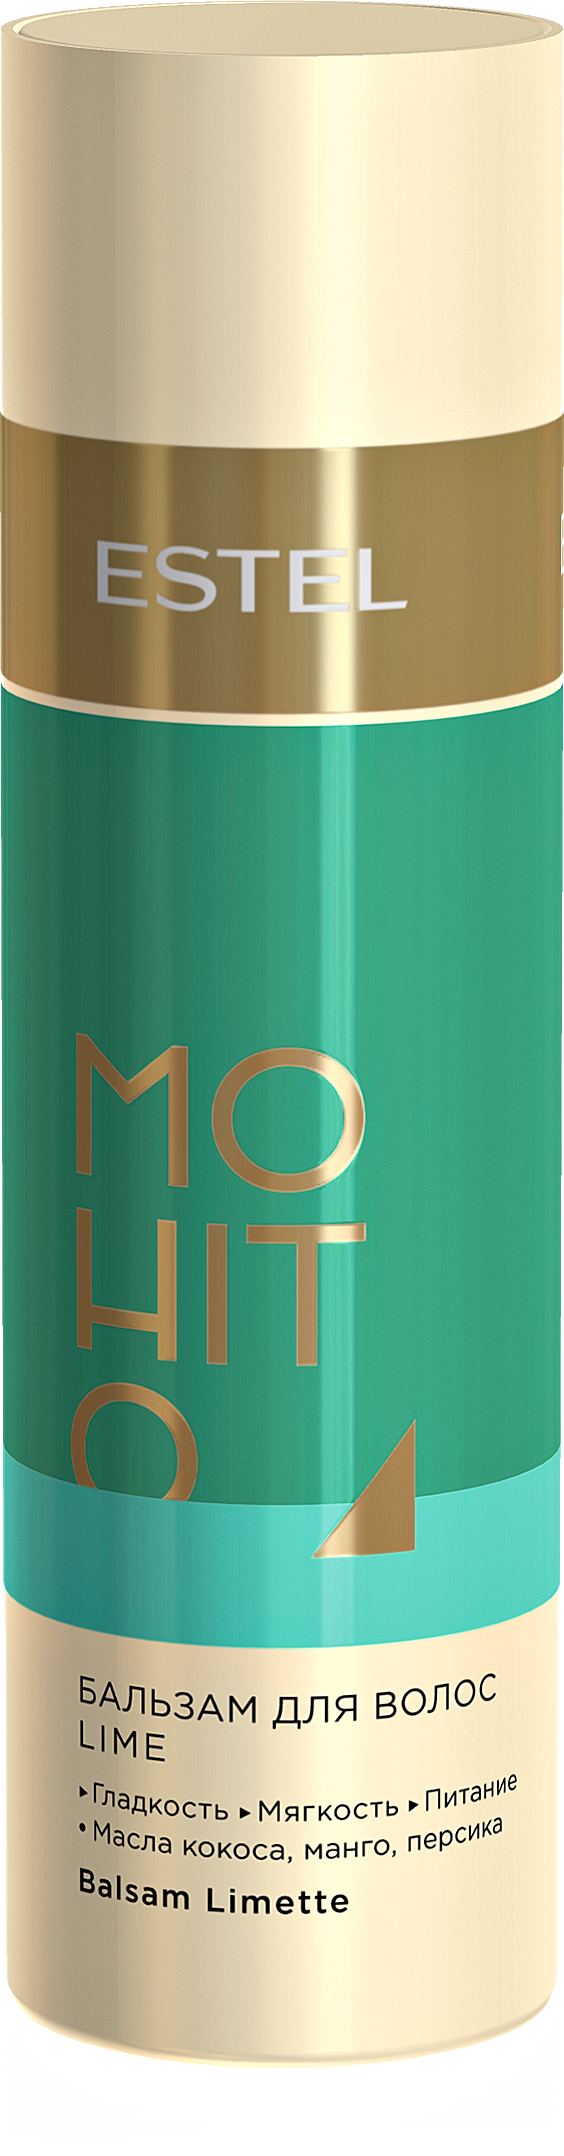 ESTEL
MO
HIT
O
БАЛЬЗАМ ДЛЯ ВОЛОС
LIME
▸Гладкость ▸Мягкость ▸Питание
• Масла кокоса, манго, персика
Balsam Limette